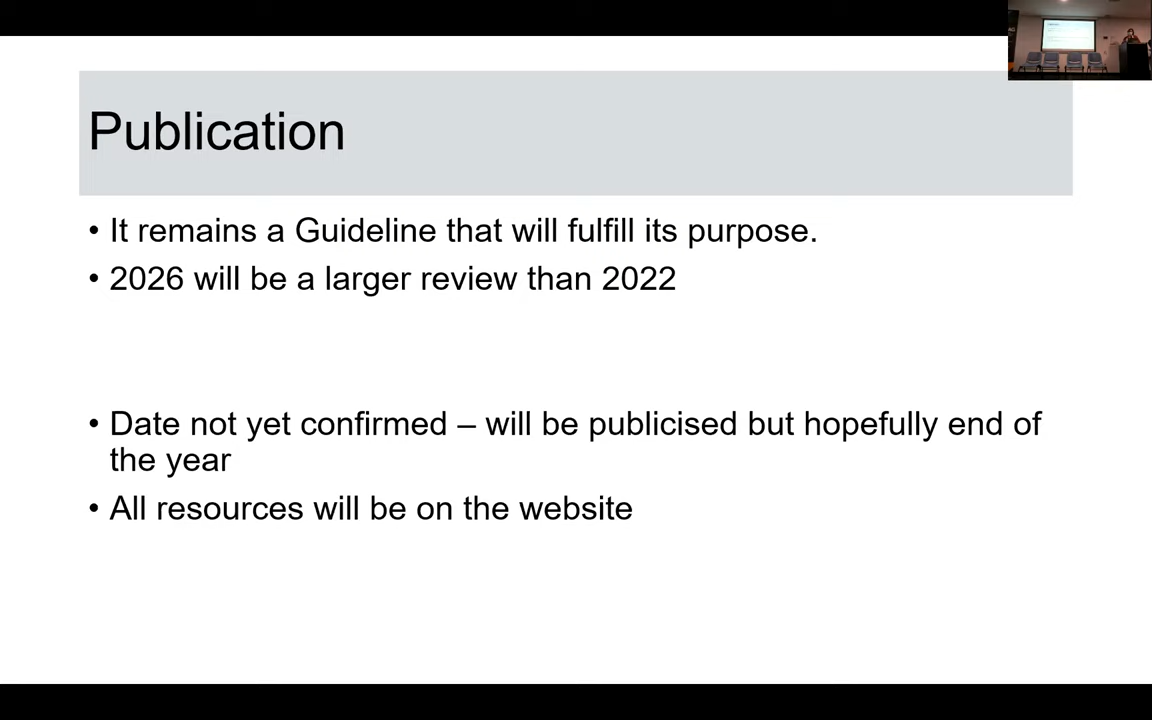 Publication
• It remains a Guideline that will fulfill its purpose.
• 2026 will be a larger review than 2022
• Date not yet confirmed – will be publicised but hopefully end of
the year
• All resources will be on the website